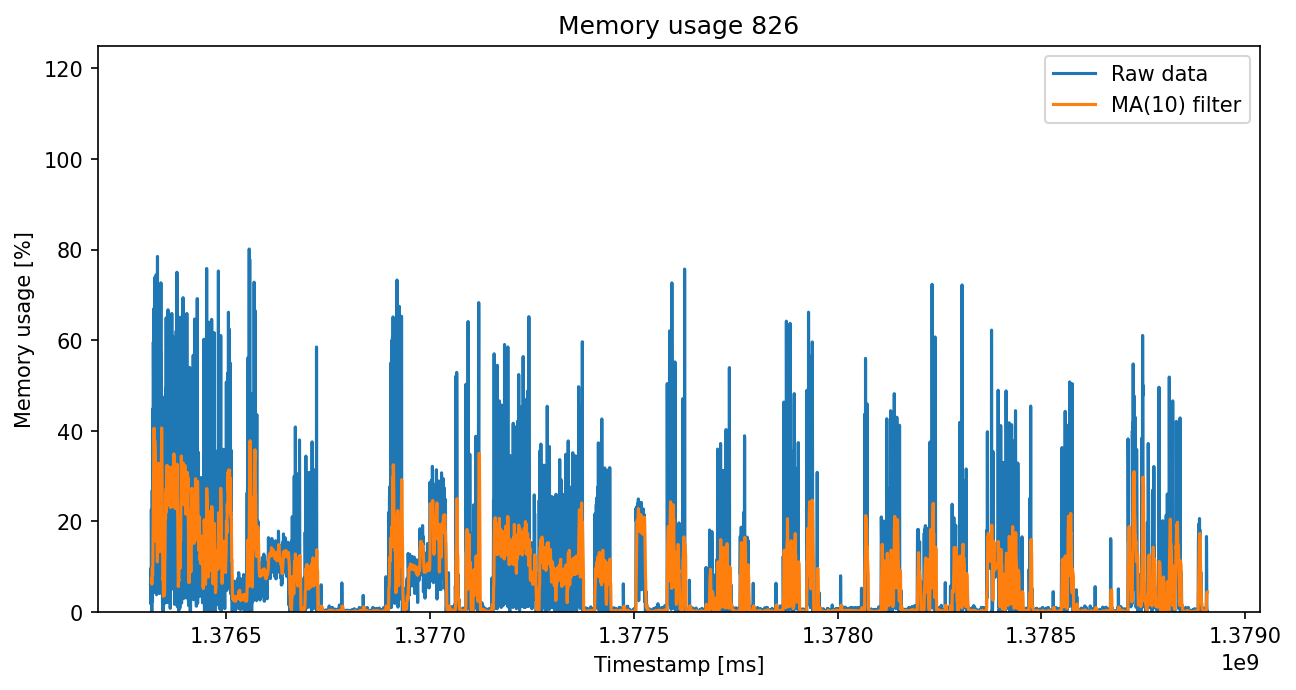 Memory usage 826
Raw data
MA(10) filter
Memory usage [%]
120
100
80
60
40
20
0
1.3765 1.3770 1.3775 1.3780 1.3785 1.3790
1e9
Timestamp [ms]